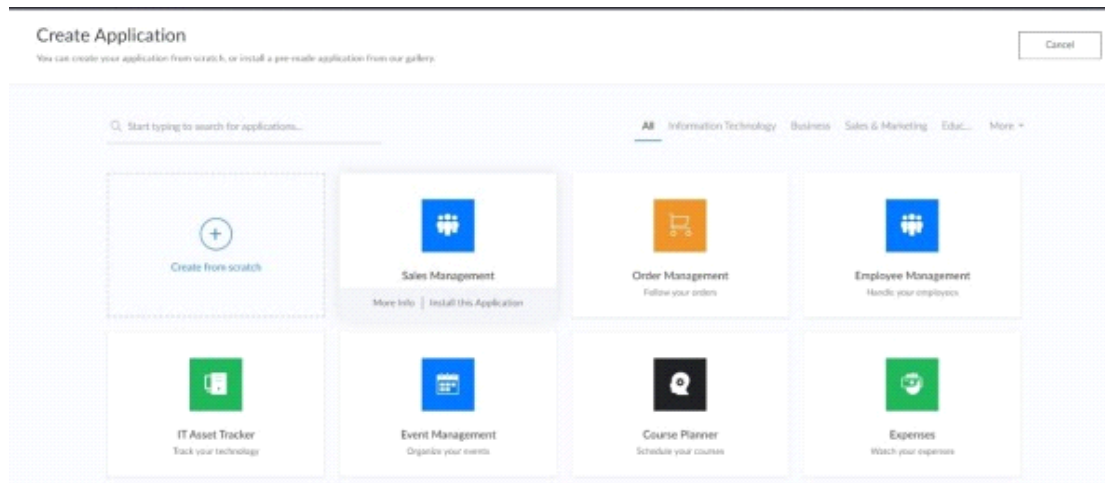 Create Application
Cancel
You can create your application from scratch, or install a pre-made application from our gallery.
Start typing to search for applications...
All Information Technology Business Sales & Marketing Educ... More
Create from scratch
Sales Management
More Info | Install this Application
Order Management
Follow your orders
Employee Management
Handle your employees
IT Asset Tracker
Track your technology
Event Management
Organize your events
Course Planner
Schedule your courses
Expenses
Watch your expenses